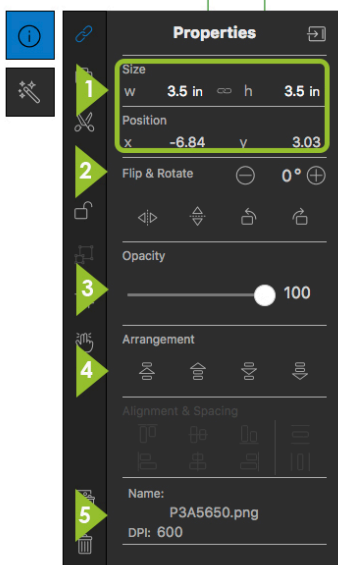 Properties
1
Size
w 3.5 in h 3.5 in
Position
x -6.84 y 3.03
2
Flip & Rotate 0°
Opacity
3
100
Arrangement
4
Alignment & Spacing
Name:
5
P3A5650.png
DPI: 600